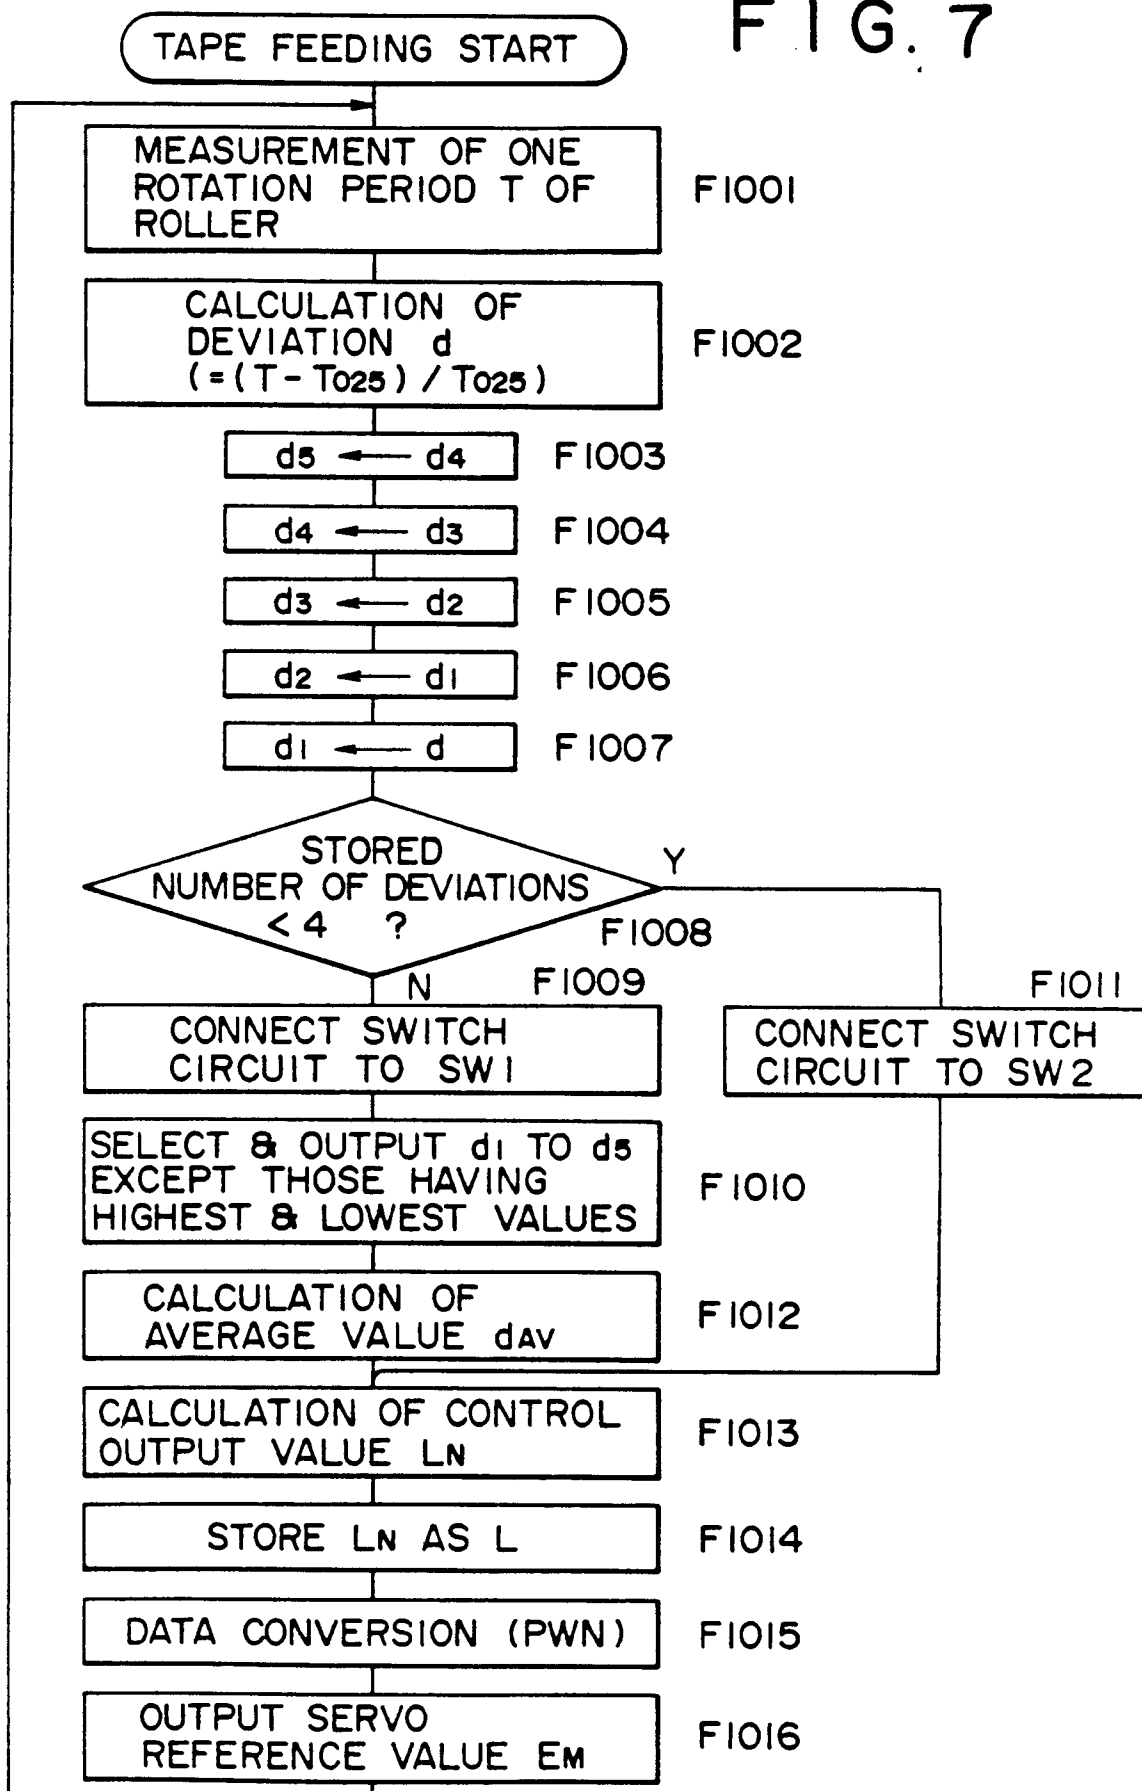 FIG. 7
TAPE FEEDING START
MEASUREMENT OF ONE
ROTATION PERIOD T OF
ROLLER
F1001
CALCULATION OF
DEVIATION d
(=(T-T025)/T025)
F1002
d5 ← d4
F1003
d4 ← d3
F1004
d3 ← d2
F1005
d2 ← d1
F1006
d1 ← d
F1007
STORED
NUMBER OF DEVIATIONS
<4 ?
Y
F1008
N
F1009
CONNECT SWITCH
CIRCUIT TO SW1
F1011
CONNECT SWITCH
CIRCUIT TO SW2
SELECT & OUTPUT d1 TO d5
EXCEPT THOSE HAVING
HIGHEST & LOWEST VALUES
F1010
CALCULATION OF
AVERAGE VALUE dAV
F1012
CALCULATION OF CONTROL
OUTPUT VALUE LN
F1013
STORE LN AS L
F1014
DATA CONVERSION (PWN)
F1015
OUTPUT SERVO
REFERENCE VALUE EM
F1016